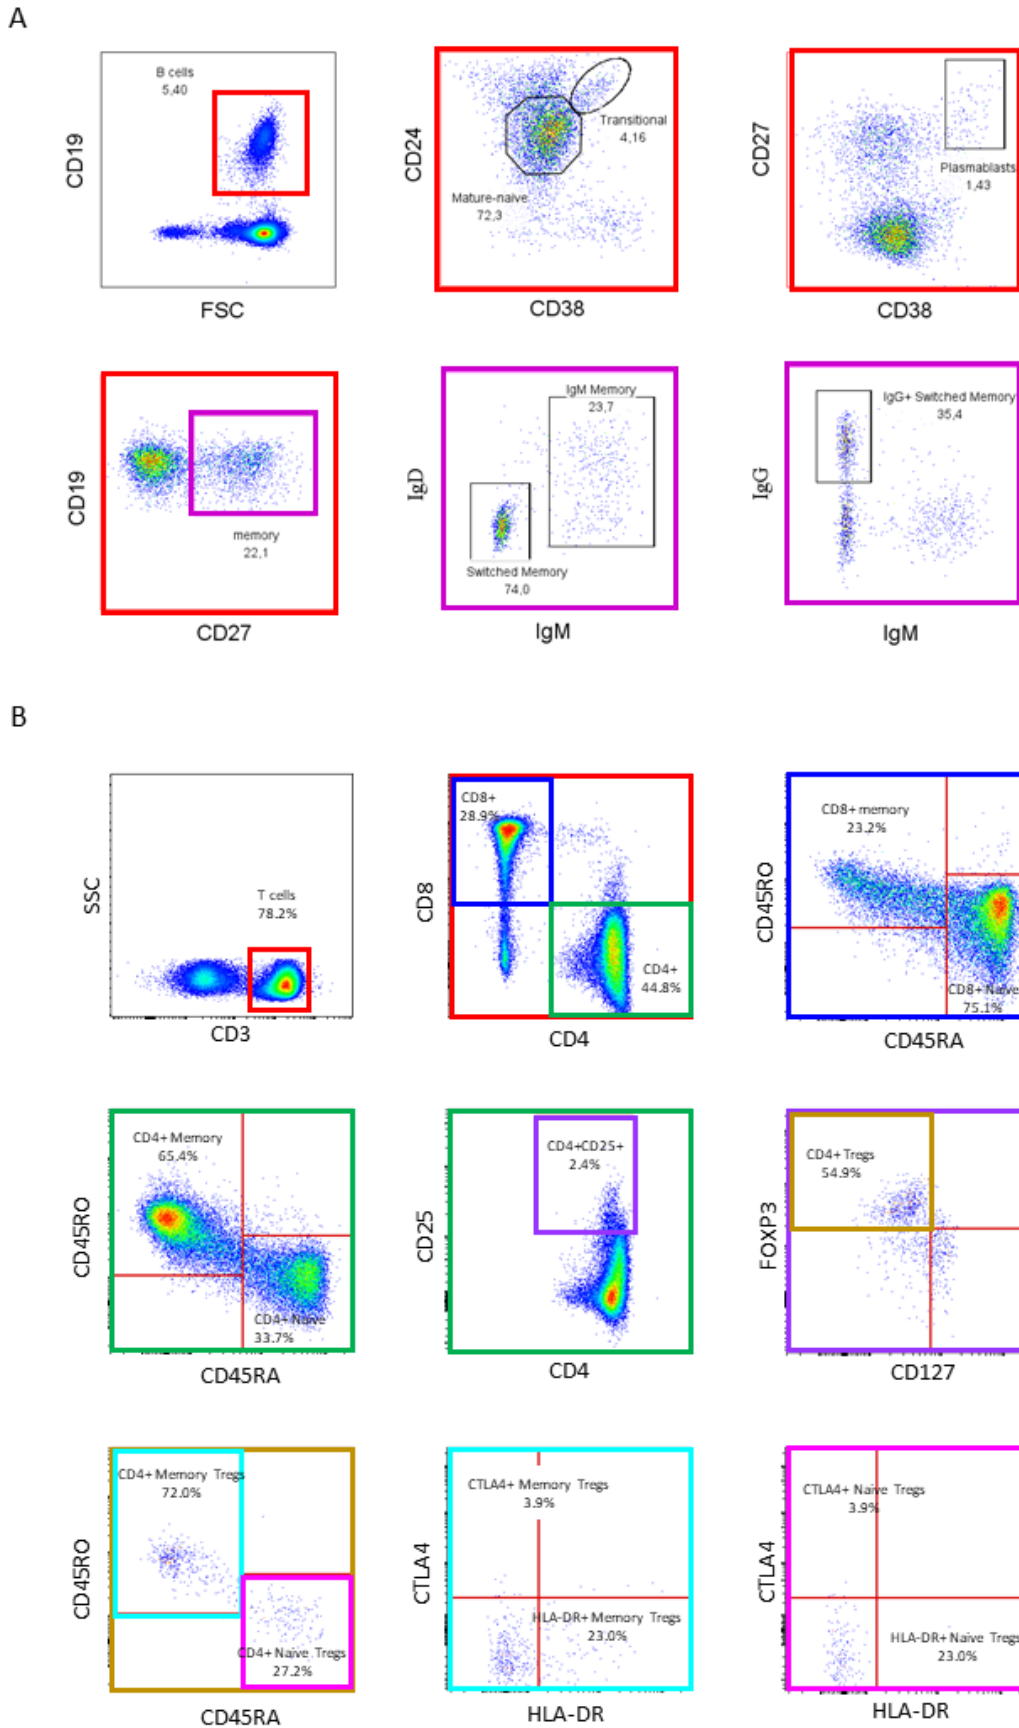 A
B cells
5,40
CD19
FSC
Transitional
4,16
Mature-naive
72,3
CD24
CD38
Plasmablasts
1,43
CD27
CD38
memory
22,1
CD19
CD27
IgM Memory
23,7
Switched Memory
74,0
IgD
IgM
IgG+ Switched Memory
35,4
IgG
IgM
B
T cells
78.2%
SSC
CD3
CD8+
28.9%
CD4+
44.8%
CD8
CD4
CD8+ memory
23.2%
CD8+ Naive
75.1%
CD45RO
CD45RA
CD4+ Memory
65.4%
CD4+ Naive
33.7%
CD45RO
CD45RA
CD4+CD25+
2.4%
CD25
CD4
CD4+ Tregs
54.9%
FOXP3
CD127
CD4+ Memory Tregs
72.0%
CD4+ Naive Tregs
27.2%
CD45RO
CD45RA
CTLA4+ Memory Tregs
3.9%
HLA-DR+ Memory Tregs
23.0%
CTLA4
HLA-DR
CTLA4+ Naive Tregs
3.9%
HLA-DR+ Naive Tregs
23.0%
CTLA4
HLA-DR